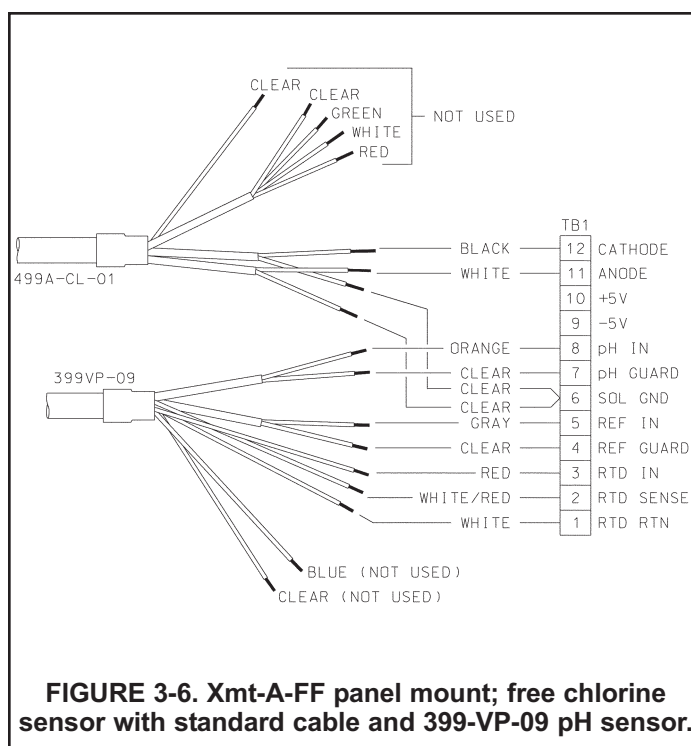 CLEAR
CLEAR
GREEN
WHITE
RED
NOT USED
TB1
BLACK 12 CATHODE
499A-CL-01
WHITE 11 ANODE
10 +5V
9 -5V
ORANGE 8 pH IN
399VP-09
CLEAR 7 pH GUARD
CLEAR
6 SOL GND
CLEAR
GRAY 5 REF IN
CLEAR 4 REF GUARD
RED 3 RTD IN
WHITE/RED 2 RTD SENSE
WHITE 1 RTD RTN
BLUE (NOT USED)
CLEAR (NOT USED)
FIGURE 3-6. Xmt-A-FF panel mount; free chlorine
sensor with standard cable and 399-VP-09 pH sensor.